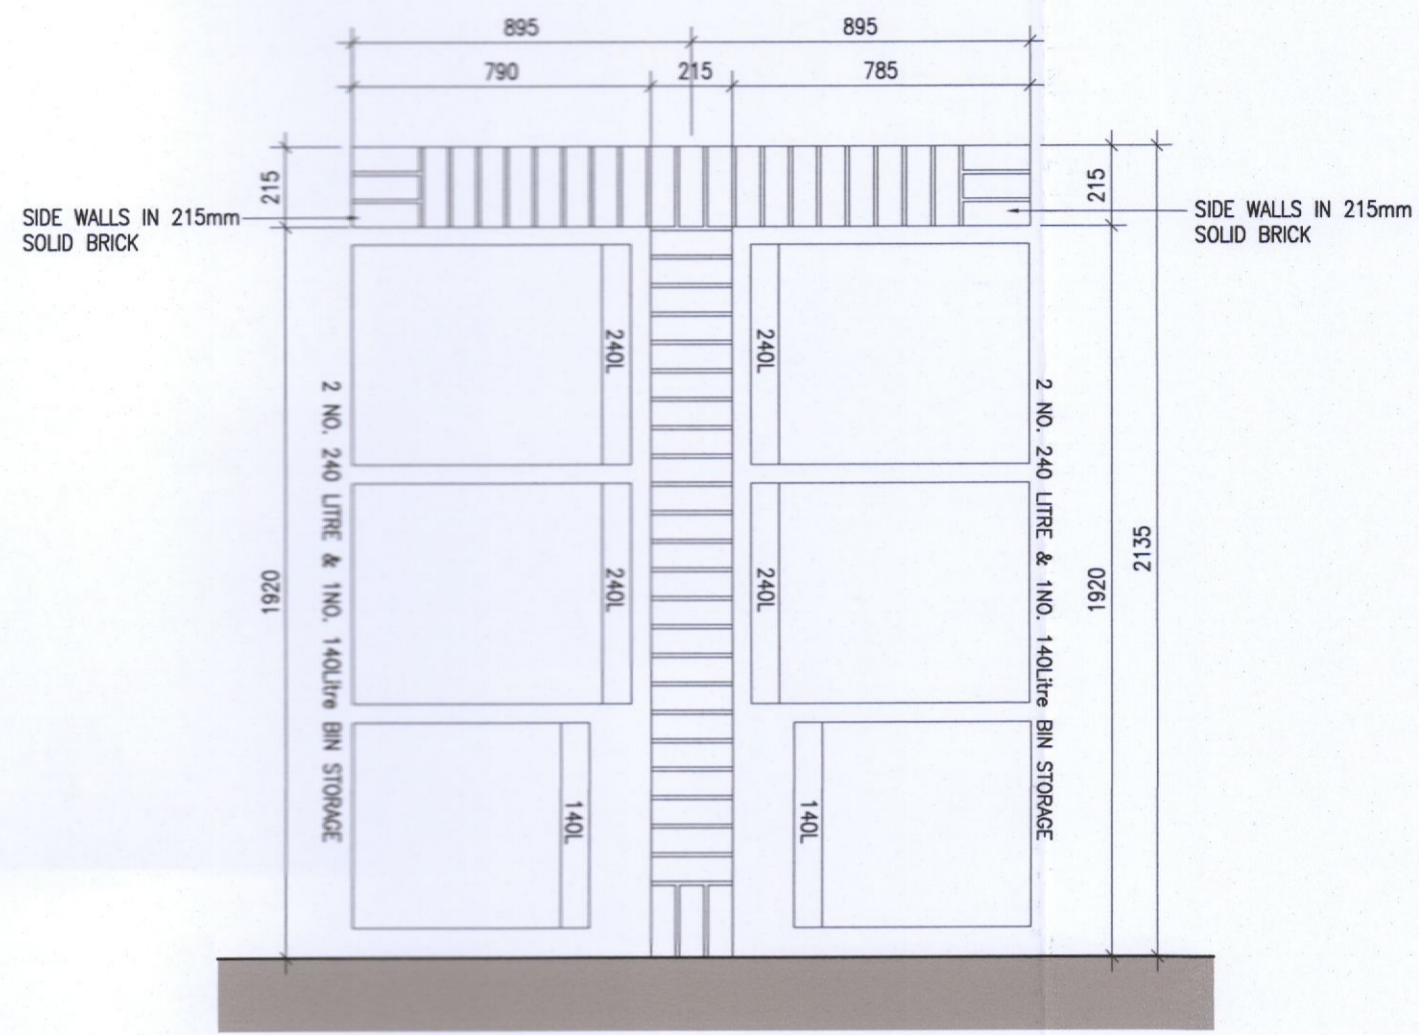 895 895
790 215 785
215 215
SIDE WALLS IN 215mm
SOLID BRICK
SIDE WALLS IN 215mm
SOLID BRICK
240L 240L
2 NO. 240 LITRE & 1NO. 140Litre BIN STORAGE
2 NO. 240 LITRE & 1NO. 140Litre BIN STORAGE
240L 240L
1920 1920 2135
140L 140L